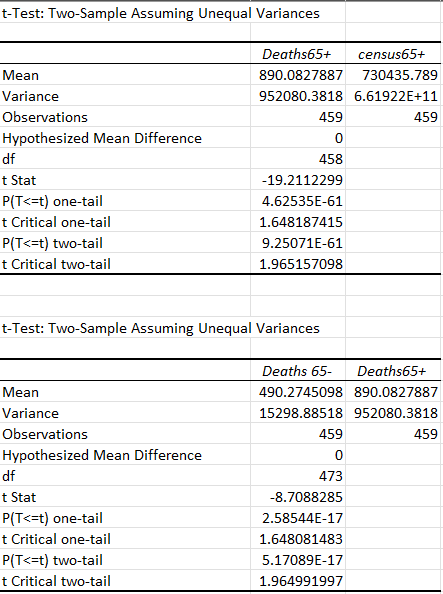 t-Test: Two-Sample Assuming Unequal Variances
Deaths65+ census65+
Mean 890.0827887 730435.789
Variance 952080.3818 6.61922E+11
Observations 459 459
Hypothesized Mean Difference 0
df 458
t Stat -19.2112299
P(T<=t) one-tail 4.62535E-61
t Critical one-tail 1.648187415
P(T<=t) two-tail 9.25071E-61
t Critical two-tail 1.965157098
t-Test: Two-Sample Assuming Unequal Variances
Deaths 65- Deaths65+
Mean 490.2745098 890.0827887
Variance 15298.88518 952080.3818
Observations 459 459
Hypothesized Mean Difference 0
df 473
t Stat -8.7088285
P(T<=t) one-tail 2.58544E-17
t Critical one-tail 1.648081483
P(T<=t) two-tail 5.17089E-17
t Critical two-tail 1.964991997